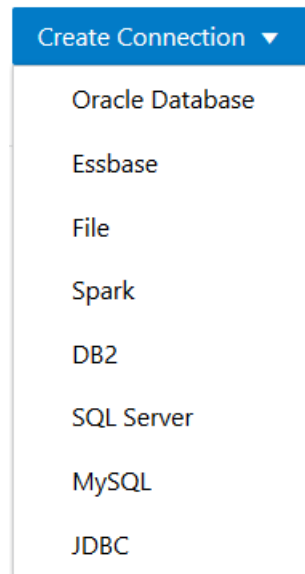 Create Connection
Oracle Database
Essbase
File
Spark
DB2
SQL Server
MySQL
JDBC